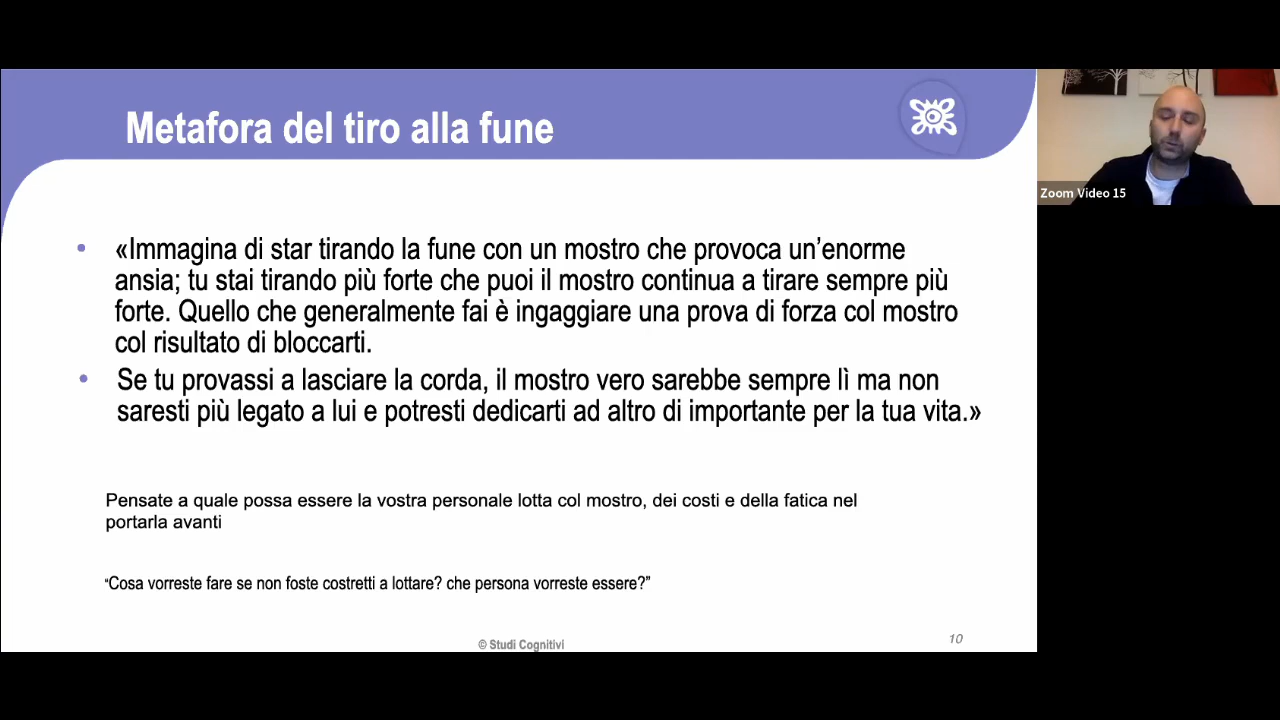 Metafora del tiro alla fune
Zoom Video 15
• «Immagina di star tirando la fune con un mostro che provoca un’enorme
ansia; tu stai tirando più forte che puoi il mostro continua a tirare sempre più
forte. Quello che generalmente fai è ingaggiare una prova di forza col mostro
col risultato di bloccarti.
• Se tu provassi a lasciare la corda, il mostro vero sarebbe sempre lì ma non
saresti più legato a lui e potresti dedicarti ad altro di importante per la tua vita.»
Pensate a quale possa essere la vostra personale lotta col mostro, dei costi e della fatica nel
portarla avanti
“Cosa vorreste fare se non foste costretti a lottare? che persona vorreste essere?”
© Studi Cognitivi
10